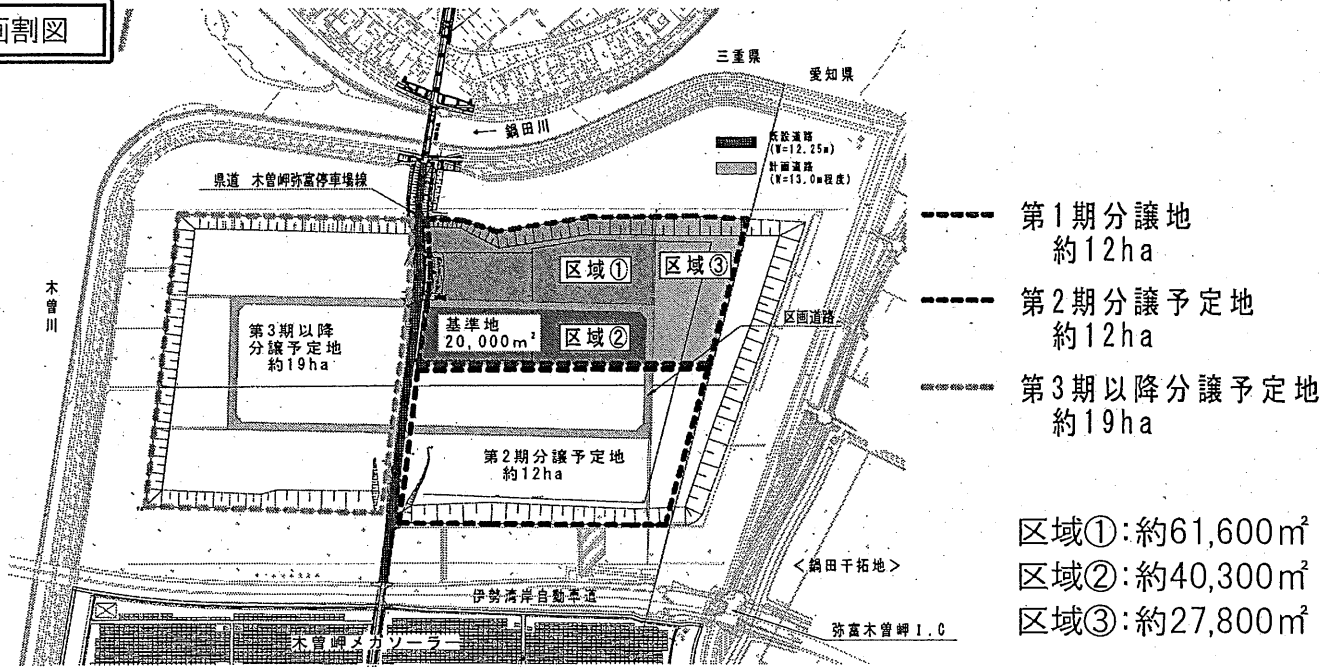 画割図
三重県
愛知県
← 鍋田川
既設道路
(W=12.25m)
計画道路
(W=13.0m程度)
県道 木曽岬弥富停車場線
木曽川
区域①
区域③
基準地
20,000m²
区域②
区画道路
第3期以降
分譲予定地
約19ha
第2期分譲予定地
約12ha
<鍋田干拓地>
伊勢湾岸自動車道
弥富木曽岬I.C
木曽岬メガソーラー
第1期分譲地
約12ha
第2期分譲予定地
約12ha
第3期以降分譲予定地
約19ha
区域①:約61,600㎡
区域②:約40,300㎡
区域③:約27,800㎡